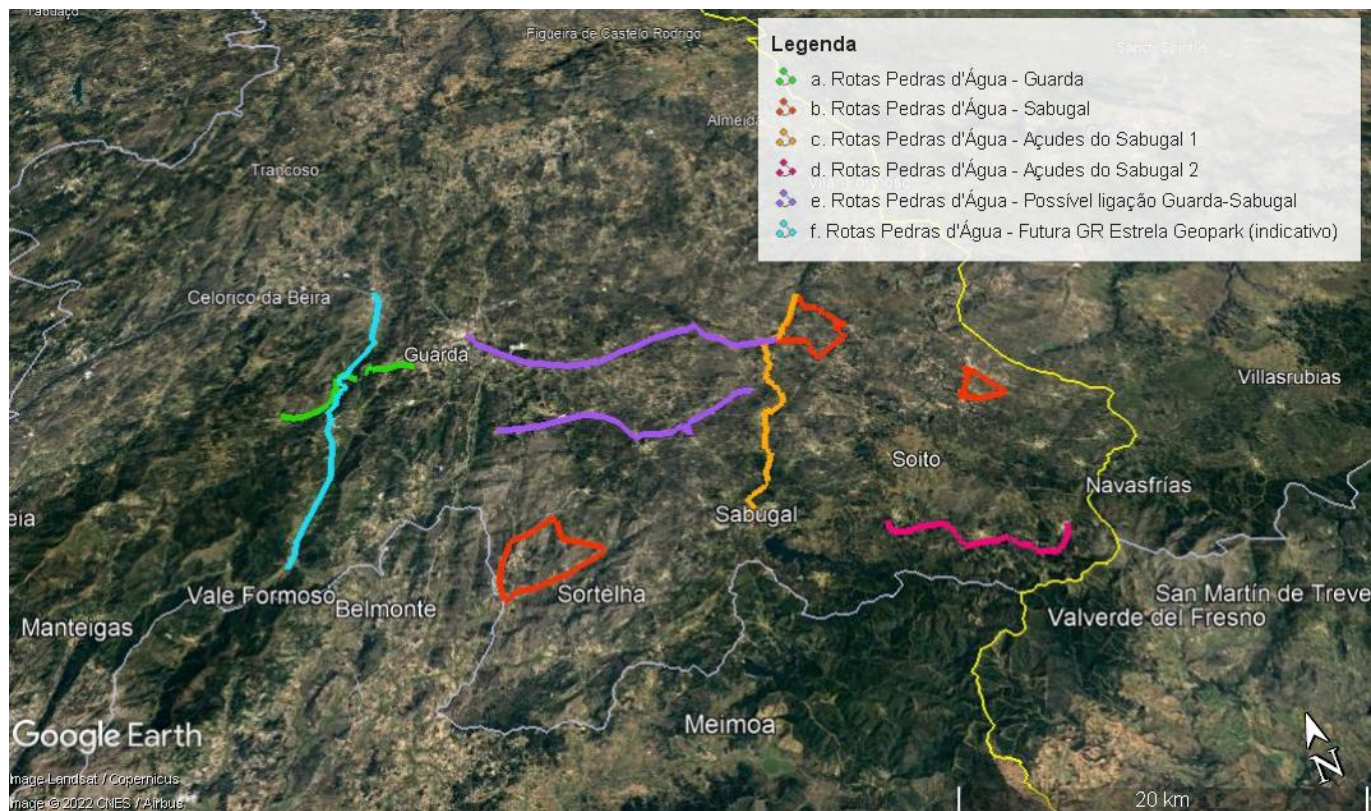 Tabuaço
Figueira de Castelo Rodrigo
Legenda
a. Rotas Pedras d'Água - Guarda
b. Rotas Pedras d'Água - Sabugal
c. Rotas Pedras d'Água - Açudes do Sabugal 1
d. Rotas Pedras d'Água - Açudes do Sabugal 2
e. Rotas Pedras d'Água - Possível ligação Guarda-Sabugal
f. Rotas Pedras d'Água - Futura GR Estrela Geopark (indicativo)
Almeida
Trancoso
Celorico da Beira
Guarda
Villasrubias
Soito
Navasfrías
eia
Sabugal
Vale Formoso
Belmonte
Sortelha
San Martín de Treve
Valverde del Fresno
Manteigas
Meimoa
Google Earth
N
Image Landsat / Copernicus
Image © 2022 CNES / Airbus
20 km